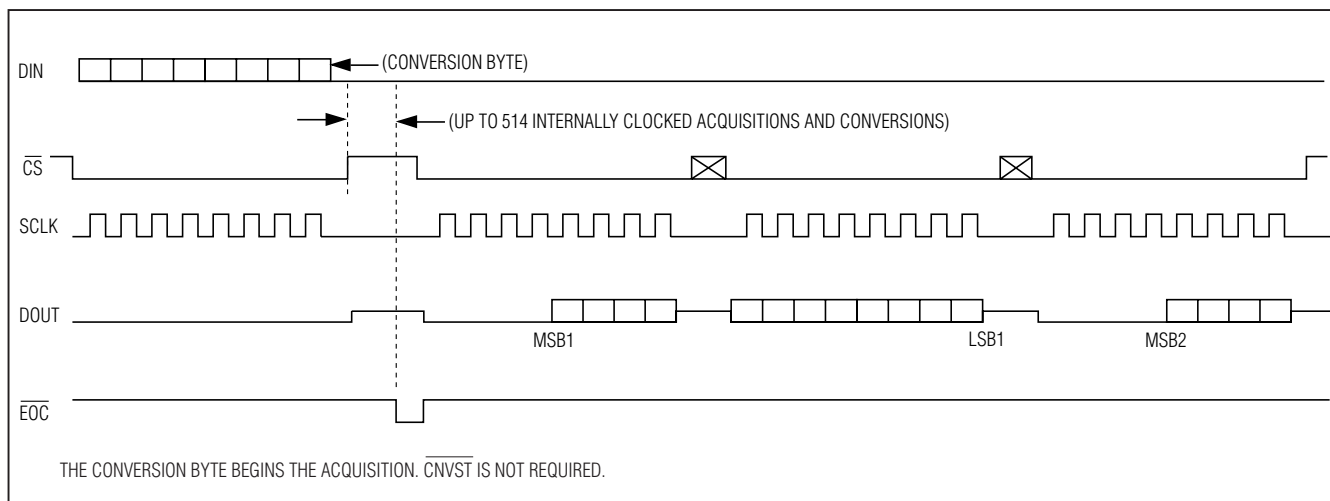 DIN
(CONVERSION BYTE)
(UP TO 514 INTERNALLY CLOCKED ACQUISITIONS AND CONVERSIONS)
CS
SCLK
DOUT
MSB1
LSB1
MSB2
EOC
THE CONVERSION BYTE BEGINS THE ACQUISITION. CNVST IS NOT REQUIRED.